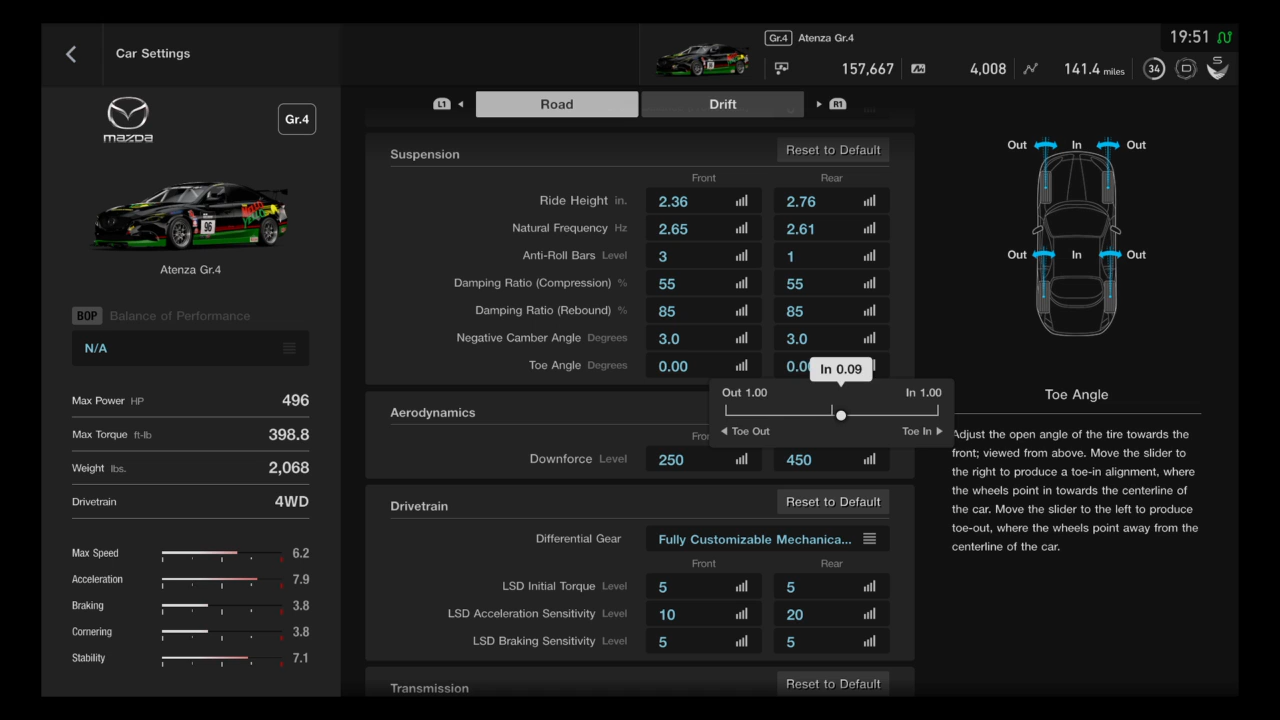 Car Settings
Gr.4 Atenza Gr.4
19:51
157,667
4,008
141.4 miles
34
S
mazda
Gr.4
96
Atenza Gr.4
BOP Balance of Performance
N/A
Max Power HP 496
Max Torque ft-lb 398.8
Weight lbs. 2,068
Drivetrain 4WD
Max Speed 6.2
Acceleration 7.9
Braking 3.8
Cornering 3.8
Stability 7.1
L1 Road Drift R1
Suspension Reset to Default
Front Rear
Ride Height in. 2.36 2.76
Natural Frequency Hz 2.65 2.61
Anti-Roll Bars Level 3 1
Damping Ratio (Compression) % 55 55
Damping Ratio (Rebound) % 85 85
Negative Camber Angle Degrees 3.0 3.0
Toe Angle Degrees 0.00 0.0
In 0.09
Out 1.00 In 1.00
Toe Out Toe In
Aerodynamics
Fro
Downforce Level 250 450
Drivetrain Reset to Default
Differential Gear Fully Customizable Mechanica...
Front Rear
LSD Initial Torque Level 5 5
LSD Acceleration Sensitivity Level 10 20
LSD Braking Sensitivity Level 5 5
Transmission Reset to Default
Out In Out
Out In Out
Toe Angle
Adjust the open angle of the tire towards the
front; viewed from above. Move the slider to
the right to produce a toe-in alignment, where
the wheels point in towards the centerline of
the car. Move the slider to the left to produce
toe-out, where the wheels point away from the
centerline of the car.